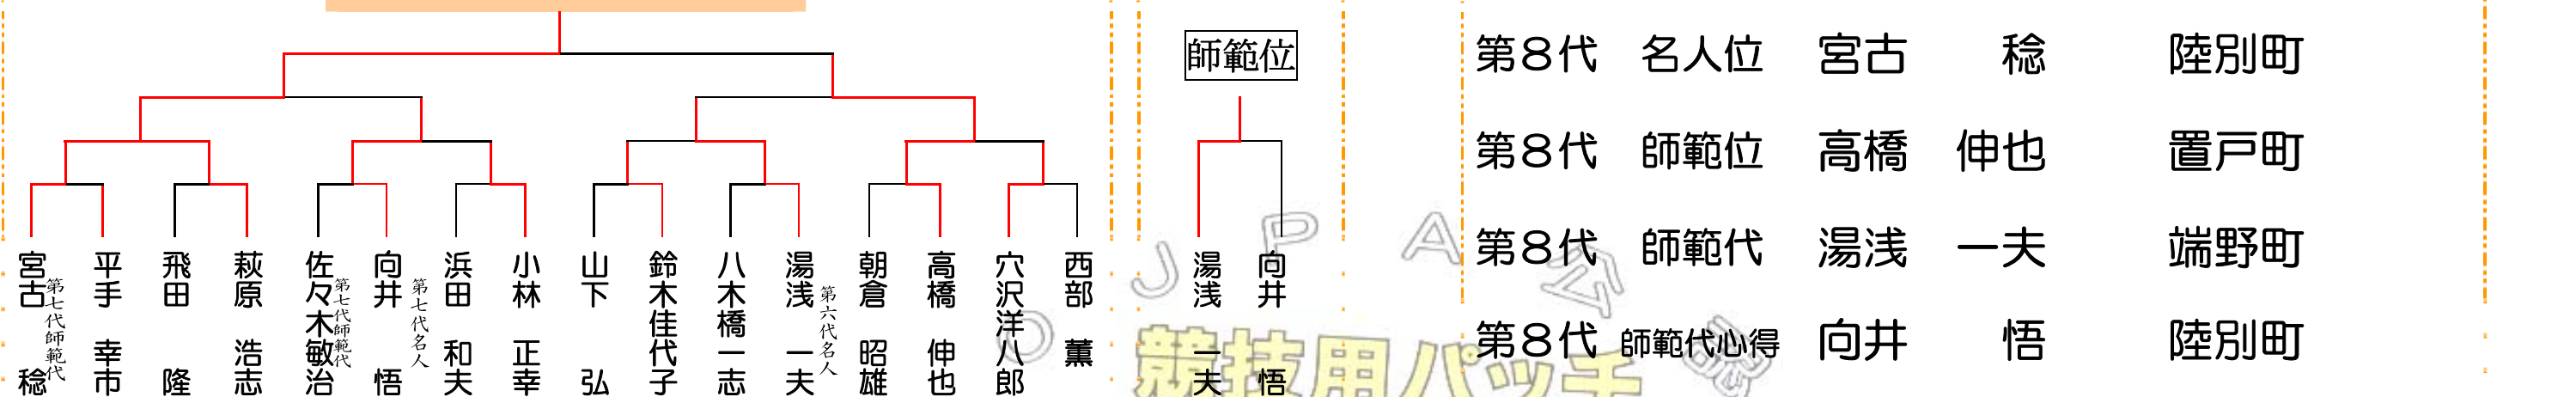 師範位
第８代 名人位 宮古 稔 陸別町
第８代 師範位 高橋 伸也 置戸町
第８代 師範代 湯浅 一夫 端野町
第８代 師範代心得 向井 悟 陸別町
宮古 稔
第七代師範代
平手 幸市
飛田 隆
萩原 浩志
佐々木敏治
第七代師範代
向井 悟
第七代名人
浜田 和夫
小林 正幸
山下 弘
鈴木佳代子
八木橋一志
湯浅 一夫
第六代名人
朝倉 昭雄
高橋 伸也
穴沢洋八郎
西部 薫
湯浅 一夫
向井 悟
JPA公認
競技用パッチ